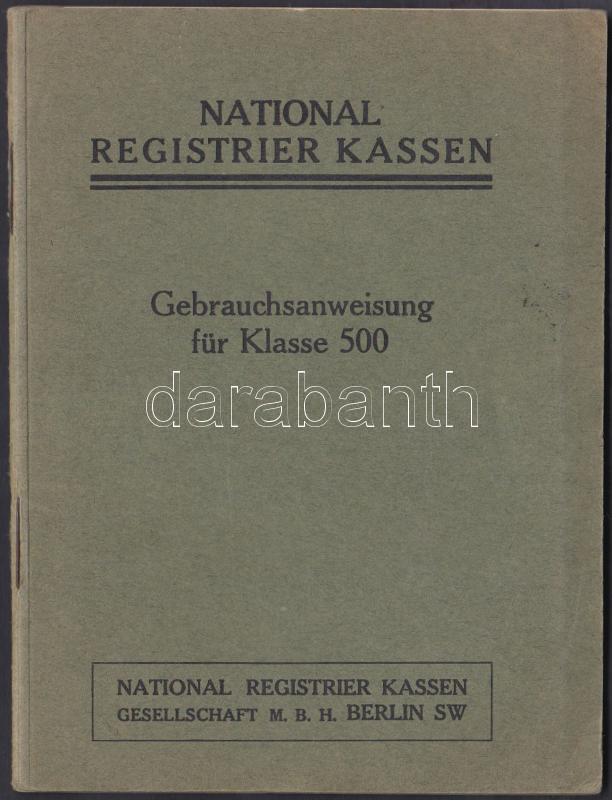 NATIONAL
REGISTRIER KASSEN
Gebrauchsanweisung
für Klasse 500
darabanth
NATIONAL REGISTRIER KASSEN
GESELLSCHAFT M. B. H. BERLIN SW